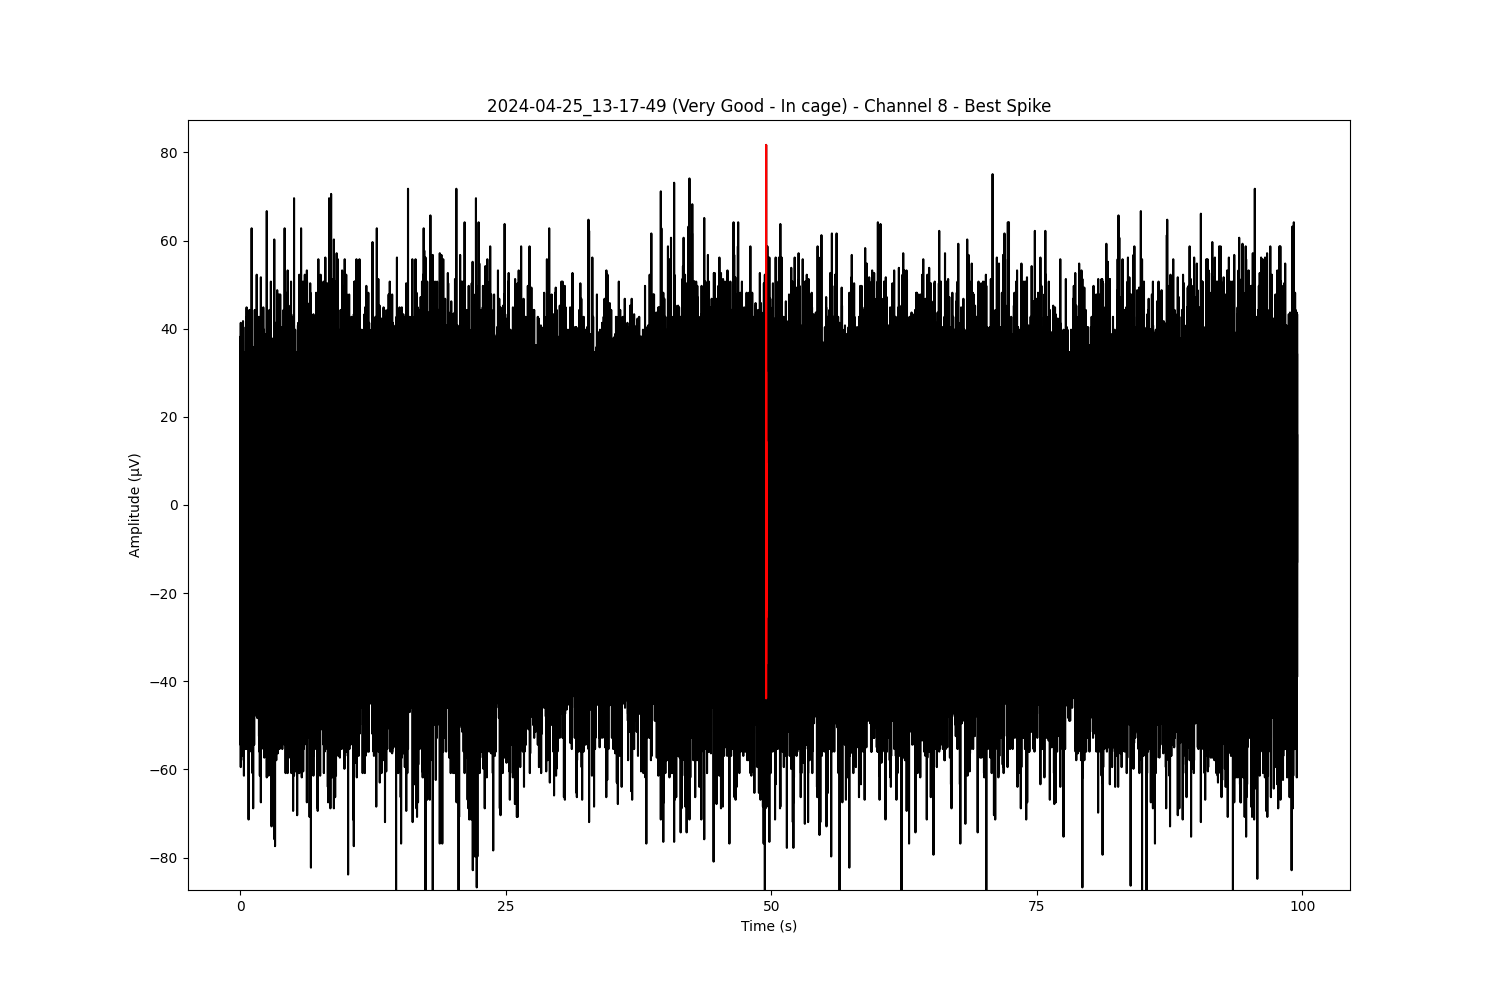 2024-04-25_13-17-49 (Very Good - In cage) - Channel 8 - Best Spike
80
60
40
20
0
−20
−40
−60
−80
Amplitude (µV)
0 25 50 75 100
Time (s)